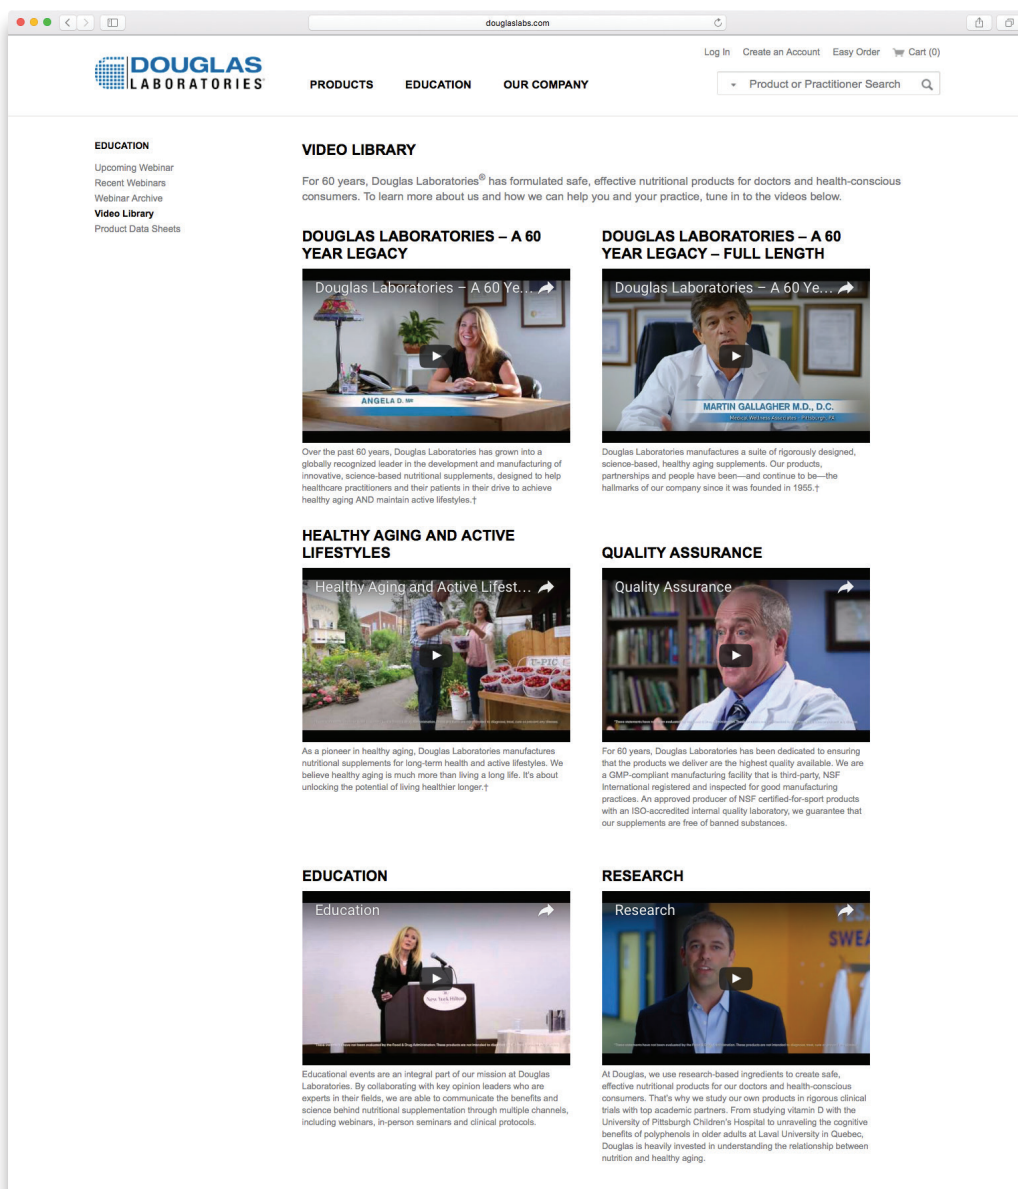 douglaslabs.com
Log In Create an Account Easy Order Cart (0)
DOUGLAS
LABORATORIES
PRODUCTS EDUCATION OUR COMPANY
Product or Practitioner Search
EDUCATION
Upcoming Webinar
Recent Webinars
Webinar Archive
Video Library
Product Data Sheets
VIDEO LIBRARY
For 60 years, Douglas Laboratories® has formulated safe, effective nutritional products for doctors and health-conscious
consumers. To learn more about us and how we can help you and your practice, tune in to the videos below.
DOUGLAS LABORATORIES – A 60
YEAR LEGACY
Douglas Laboratories – A 60 Ye...
ANGELA D.
Over the past 60 years, Douglas Laboratories has grown into a
globally recognized leader in the development and manufacturing of
innovative, science-based nutritional supplements, designed to help
healthcare practitioners and their patients in their drive to achieve
healthy aging AND maintain active lifestyles.†
DOUGLAS LABORATORIES – A 60
YEAR LEGACY – FULL LENGTH
Douglas Laboratories – A 60 Ye...
MARTIN GALLAGHER M.D., D.C.
Medical Wellness Associates - Pittsburgh, PA
Douglas Laboratories manufactures a suite of rigorously designed,
science-based, healthy aging supplements. Our products,
partnerships and people have been—and continue to be—the
hallmarks of our company since it was founded in 1955.†
HEALTHY AGING AND ACTIVE
LIFESTYLES
Healthy Aging and Active Lifest...
U-PIC
As a pioneer in healthy aging, Douglas Laboratories manufactures
nutritional supplements for long-term health and active lifestyles. We
believe healthy aging is much more than living a long life. It's about
unlocking the potential of living healthier longer.†
QUALITY ASSURANCE
Quality Assurance
For 60 years, Douglas Laboratories has been dedicated to ensuring
that the products we deliver are the highest quality available. We are
a GMP-compliant manufacturing facility that is third-party, NSF
International registered and inspected for good manufacturing
practices. An approved producer of NSF certified-for-sport products
with an ISO-accredited internal quality laboratory, we guarantee that
our supplements are free of banned substances.
EDUCATION
Education
New York Hilton
Educational events are an integral part of our mission at Douglas
Laboratories. By collaborating with key opinion leaders who are
experts in their fields, we are able to communicate the benefits and
science behind nutritional supplementation through multiple channels,
including webinars, in-person seminars and clinical protocols.
RESEARCH
Research
SWEA
At Douglas, we use research-based ingredients to create safe,
effective nutritional products for our doctors and health-conscious
consumers. That's why we study our own products in rigorous clinical
trials with top academic partners. From studying vitamin D with the
University of Pittsburgh Children's Hospital to unraveling the cognitive
benefits of polyphenols in older adults at Laval University in Quebec,
Douglas is heavily invested in understanding the relationship between
nutrition and healthy aging.